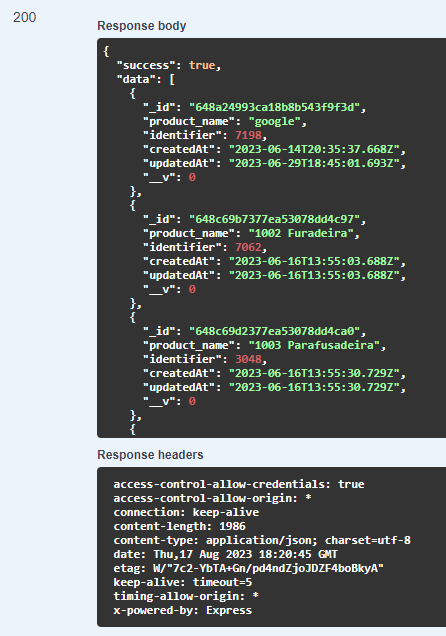 200
Response body
{
"success": true,
"data": [
{
"_id": "648a24993ca18b8b543f9f3d",
"product_name": "google",
"identifier": 7198,
"createdAt": "2023-06-14T20:35:37.668Z",
"updatedAt": "2023-06-29T18:45:01.693Z",
"__v": 0
},
{
"_id": "648c69b7377ea53078dd4c97",
"product_name": "1002 Furadeira",
"identifier": 7062,
"createdAt": "2023-06-16T13:55:03.688Z",
"updatedAt": "2023-06-16T13:55:03.688Z",
"__v": 0
},
{
"_id": "648c69d2377ea53078dd4ca0",
"product_name": "1003 Parafusadeira",
"identifier": 3048,
"createdAt": "2023-06-16T13:55:30.729Z",
"updatedAt": "2023-06-16T13:55:30.729Z",
"__v": 0
},
{
Response headers
access-control-allow-credentials: true
access-control-allow-origin: *
connection: keep-alive
content-length: 1986
content-type: application/json; charset=utf-8
date: Thu,17 Aug 2023 18:20:45 GMT
etag: W/"7c2-YbTA+Gn/pd4ndZjoJDZF4boBkyA"
keep-alive: timeout=5
timing-allow-origin: *
x-powered-by: Express